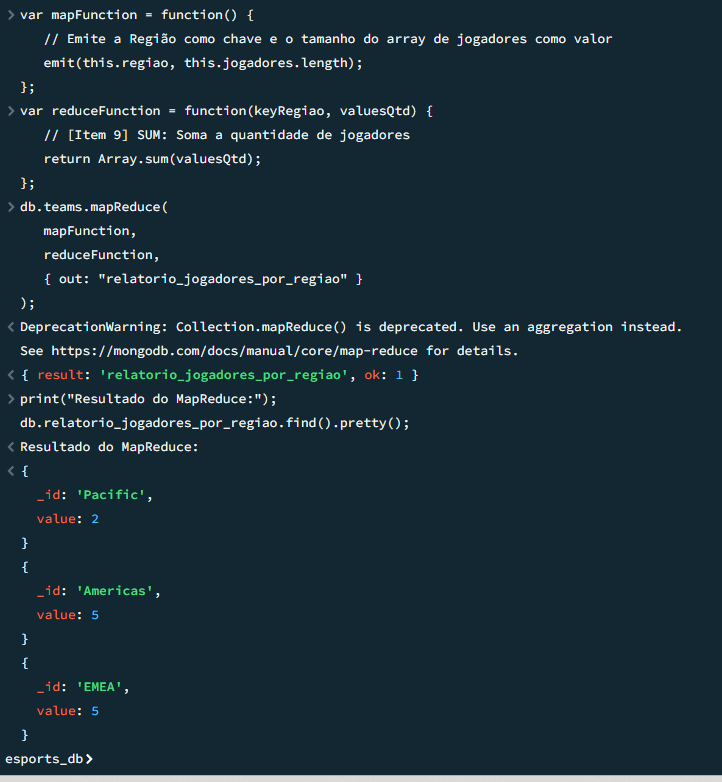 > var mapFunction = function() {
// Emite a Região como chave e o tamanho do array de jogadores como valor
emit(this.regiao, this.jogadores.length);
};
> var reduceFunction = function(keyRegiao, valuesQtd) {
// [Item 9] SUM: Soma a quantidade de jogadores
return Array.sum(valuesQtd);
};
> db.teams.mapReduce(
mapFunction,
reduceFunction,
{ out: "relatorio_jogadores_por_regiao" }
);
< DeprecationWarning: Collection.mapReduce() is deprecated. Use an aggregation instead.
See https://mongodb.com/docs/manual/core/map-reduce for details.
< { result: 'relatorio_jogadores_por_regiao', ok: 1 }
> print("Resultado do MapReduce:");
db.relatorio_jogadores_por_regiao.find().pretty();
< Resultado do MapReduce:
< {
_id: 'Pacific',
value: 2
}
{
_id: 'Americas',
value: 5
}
{
_id: 'EMEA',
value: 5
}
esports_db>